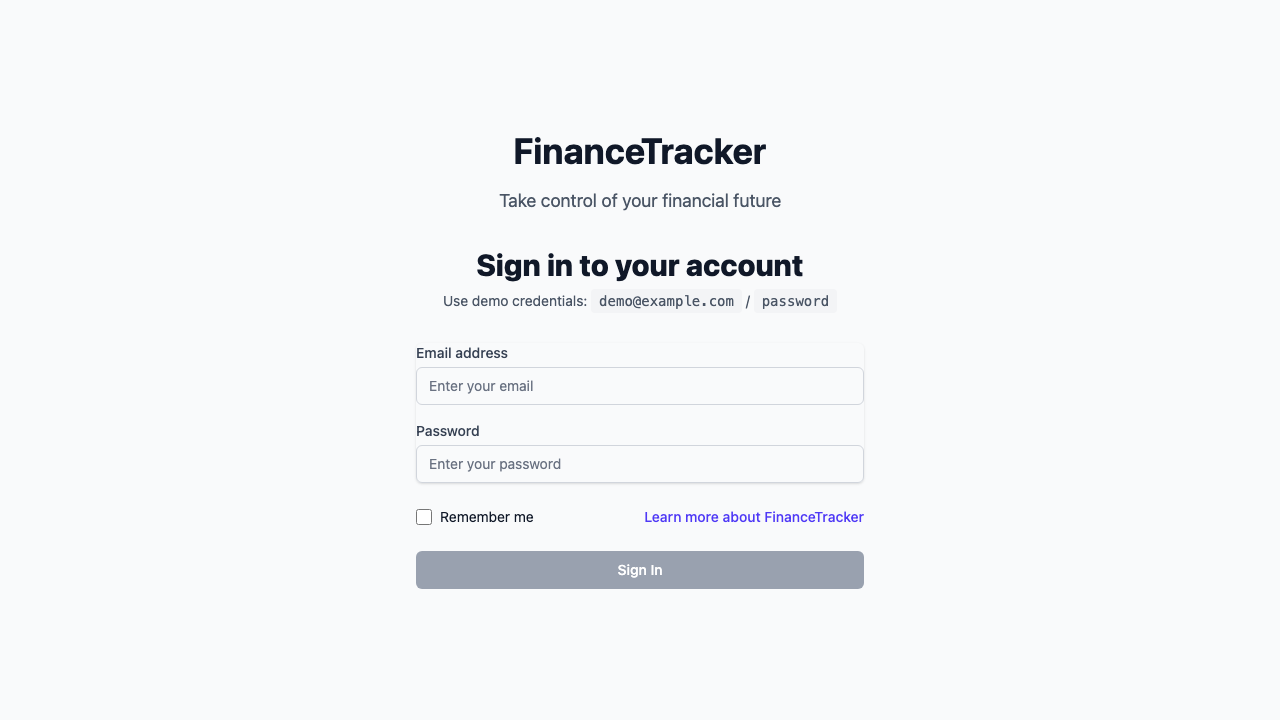 FinanceTracker
Take control of your financial future
Sign in to your account
Use demo credentials: demo@example.com / password
Email address
Enter your email
Password
Enter your password
Remember me
Learn more about FinanceTracker
Sign In